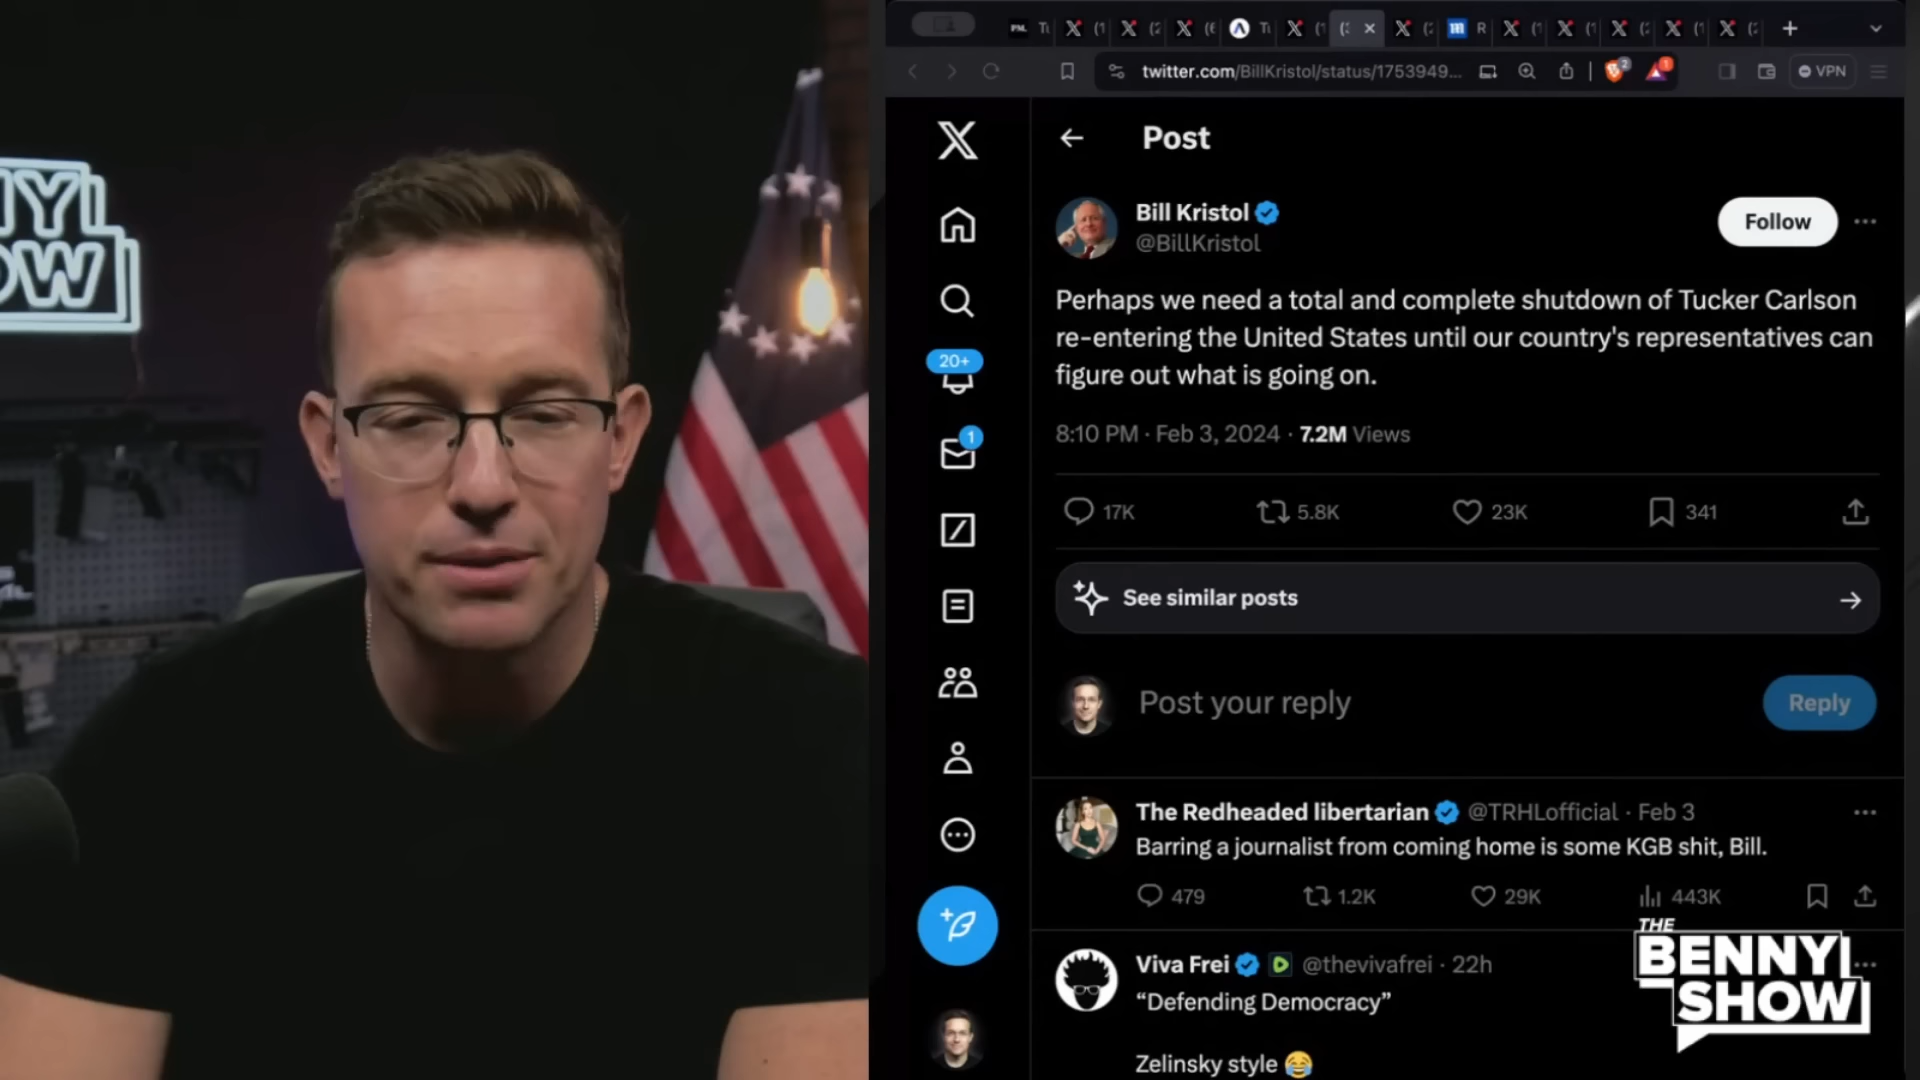 NY
OW
twitter.com/BillKristol/status/1753949...
2
1
VPN
Post
Bill Kristol
@BillKristol
Follow
Perhaps we need a total and complete shutdown of Tucker Carlson
re-entering the United States until our country's representatives can
figure out what is going on.
20+
8:10 PM · Feb 3, 2024 · 7.2M Views
1
17K 5.8K 23K 341
See similar posts
Post your reply
Reply
The Redheaded libertarian @TRHLofficial · Feb 3
Barring a journalist from coming home is some KGB shit, Bill.
479 1.2K 29K 443K
Viva Frei @thevivafrei · 22h
“Defending Democracy”
Zelinsky style 😂
THE
BENNY
SHOW